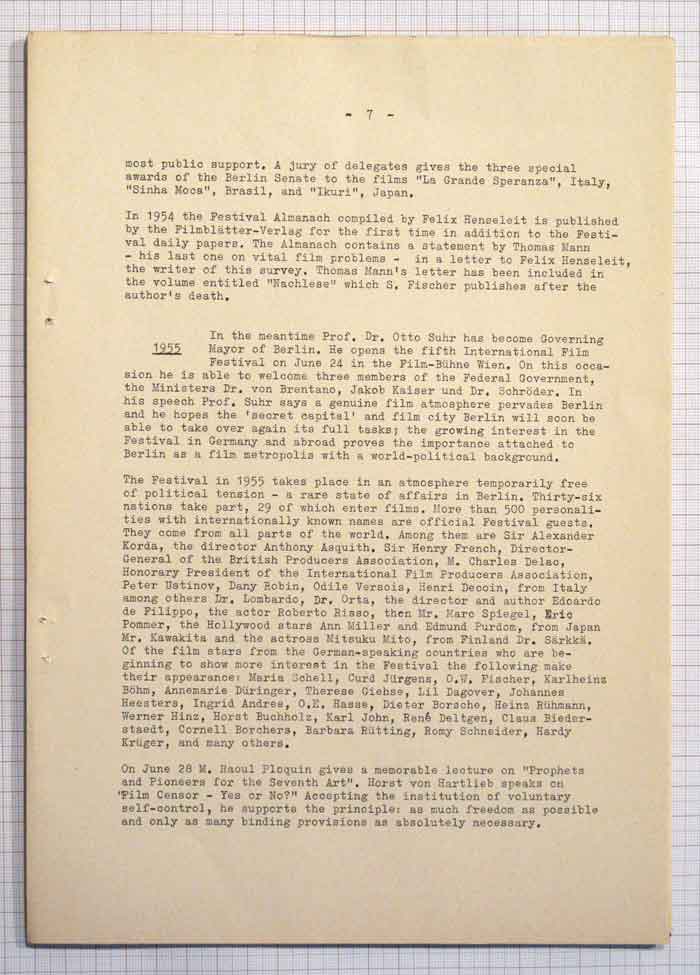 - 7 -
most public support. A jury of delegates gives the three special
awards of the Berlin Senate to the films "La Grande Speranza", Italy,
"Sinha Moca", Brasil, and "Ikuri", Japan.
In 1954 the Festival Almanach compiled by Felix Henseleit is published
by the Filmblätter-Verlag for the first time in addition to the Festi-
val daily papers. The Almanach contains a statement by Thomas Mann
- his last one on vital film problems - in a letter to Felix Henseleit,
the writer of this survey. Thomas Mann's letter has been included in
the volume entitled "Nachlese" which S. Fischer publishes after the
author's death.
In the meantime Prof. Dr. Otto Suhr has become Governing
1955 Mayor of Berlin. He opens the fifth International Film
Festival on June 24 in the Film-Bühne Wien. On this occa-
sion he is able to welcome three members of the Federal Government,
the Ministers Dr. von Brentano, Jakob Kaiser und Dr. Schröder. In
his speech Prof. Suhr says a genuine film atmosphere pervades Berlin
and he hopes the 'secret capital' and film city Berlin will soon be
able to take over again its full tasks; the growing interest in the
Festival in Germany and abroad proves the importance attached to
Berlin as a film metropolis with a world-political background.
The Festival in 1955 takes place in an atmosphere temporarily free
of political tension - a rare state of affairs in Berlin. Thirty-six
nations take part, 29 of which enter films. More than 500 personali-
ties with internationally known names are official Festival guests.
They come from all parts of the world. Among them are Sir Alexander
Korda, the director Anthony Asquith. Sir Henry French, Director-
General of the British Producers Association, M. Charles Delac,
Honorary President of the International Film Producers Association,
Peter Ustinov, Dany Robin, Odile Versois, Henri Decoin, from Italy
among others Dr. Lombardo, Dr. Orta, the director and author Edoardo
de Filippo, the actor Roberto Risso, then Mr. Marc Spiegel, Eric
Pommer, the Hollywood stars Ann Miller and Edmund Purdom, from Japan
Mr. Kawakita and the actross Mitsuku Mito, from Finland Dr. Särkkä.
Of the film stars from the German-speaking countries who are be-
ginning to show more interest in the Festival the following make
their appearance: Maria Schell, Curd Jürgens, O.W. Fischer, Karlheinz
Böhm, Annemarie Düringer, Therese Giehse, Lil Dagover, Johannes
Heesters, Ingrid Andree, O.E. Hasse, Dieter Borsche, Heinz Rühmann,
Werner Hinz, Horst Buchholz, Karl John, René Deltgen, Claus Bieder-
staedt, Cornell Borchers, Barbara Rütting, Romy Schneider, Hardy
Krüger, and many others.
On June 28 M. Raoul Ploquin gives a memorable lecture on "Prophets
and Pioneers for the Seventh Art". Horst von Hartlieb speaks on
"Film Censor - Yes or No?" Accepting the institution of voluntary
self-control, he supports the principle: as much freedom as possible
and only as many binding provisions as absolutely necessary.